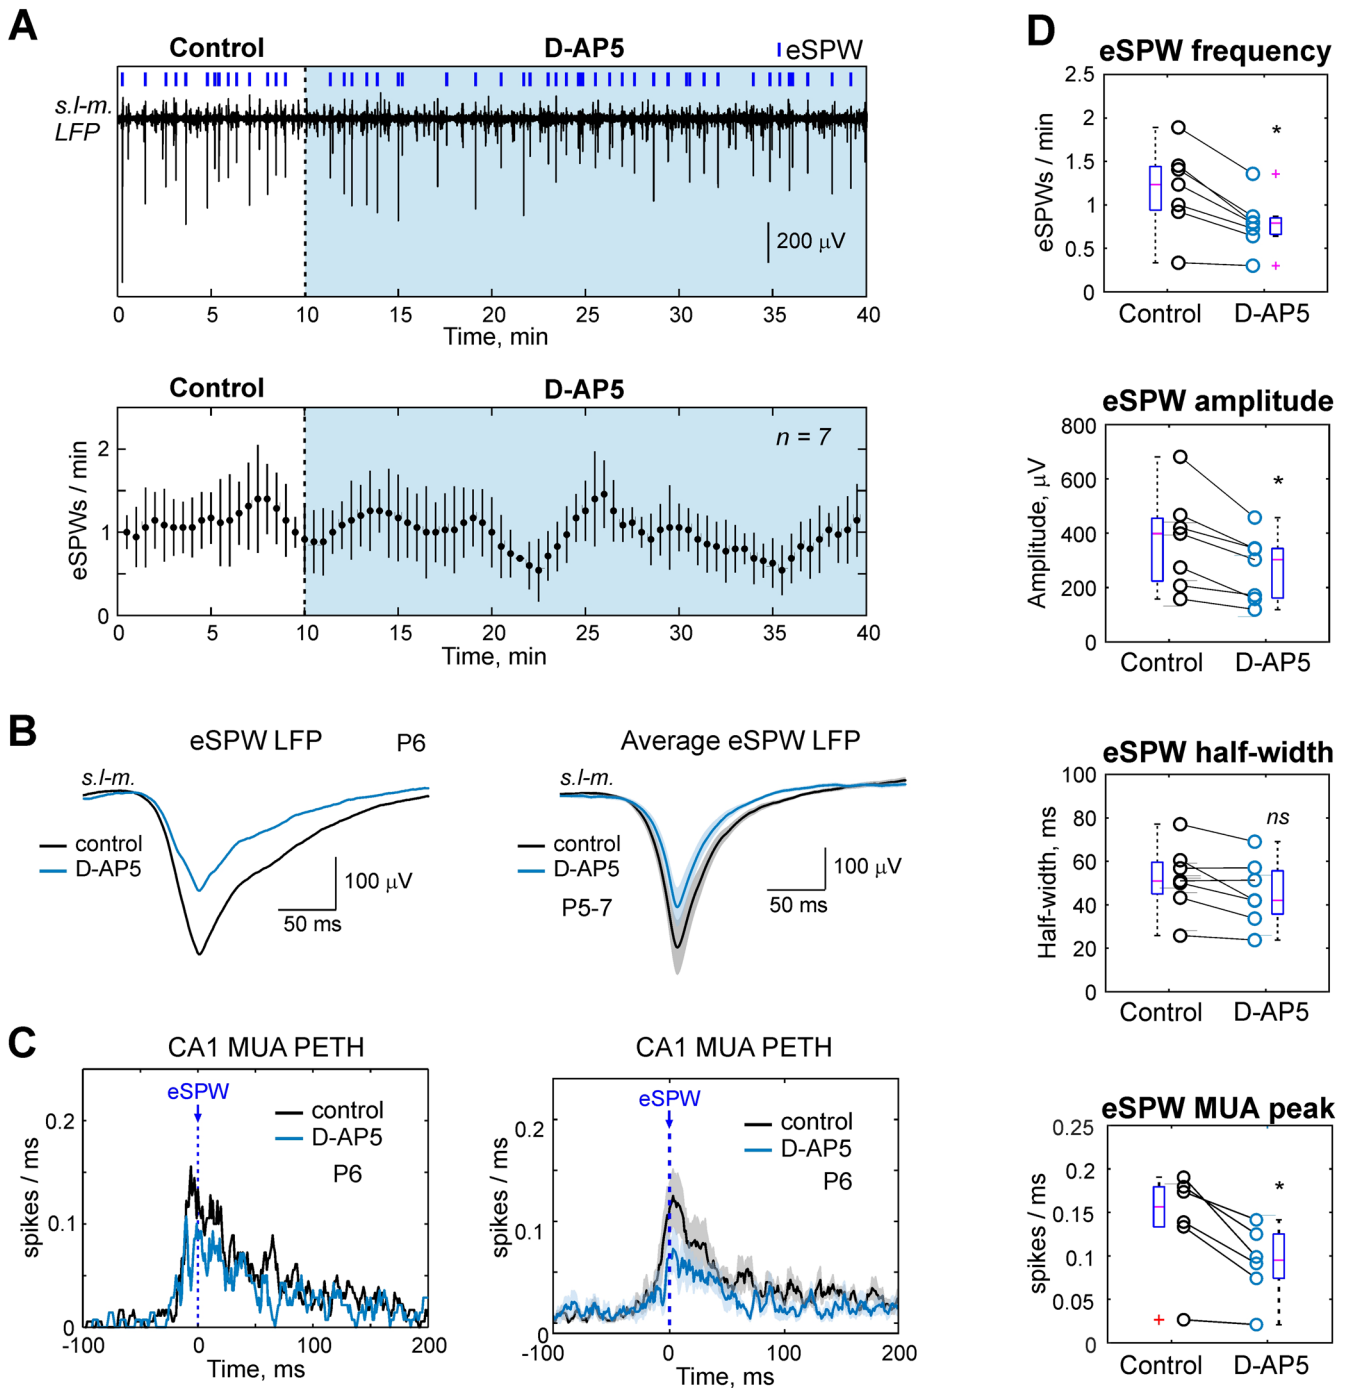 A
Control
D-AP5
eSPW
s.l-m.
LFP
200 μV
0 5 10 15 20 25 30 35 40
Time, min
Control
D-AP5
n = 7
eSPWs / min
2
1
0
0 5 10 15 20 25 30 35 40
Time, min
B
eSPW LFP
P6
s.l-m.
control
D-AP5
100 μV
50 ms
Average eSPW LFP
s.l-m.
control
D-AP5
P5-7
100 μV
50 ms
C
CA1 MUA PETH
eSPW
control
D-AP5
P6
spikes / ms
0.2
0.1
0
-100 0 100 200
Time, ms
CA1 MUA PETH
eSPW
control
D-AP5
P6
spikes / ms
0.2
0.1
0
-100 0 100 200
Time, ms
D
eSPW frequency
eSPWs / min
2.5
2
1.5
1
0.5
0
*
Control D-AP5
eSPW amplitude
Amplitude, μV
800
600
400
200
0
*
Control D-AP5
eSPW half-width
Half-width, ms
100
80
60
40
20
0
ns
Control D-AP5
eSPW MUA peak
spikes / ms
0.25
0.2
0.15
0.1
0.05
0
*
Control D-AP5